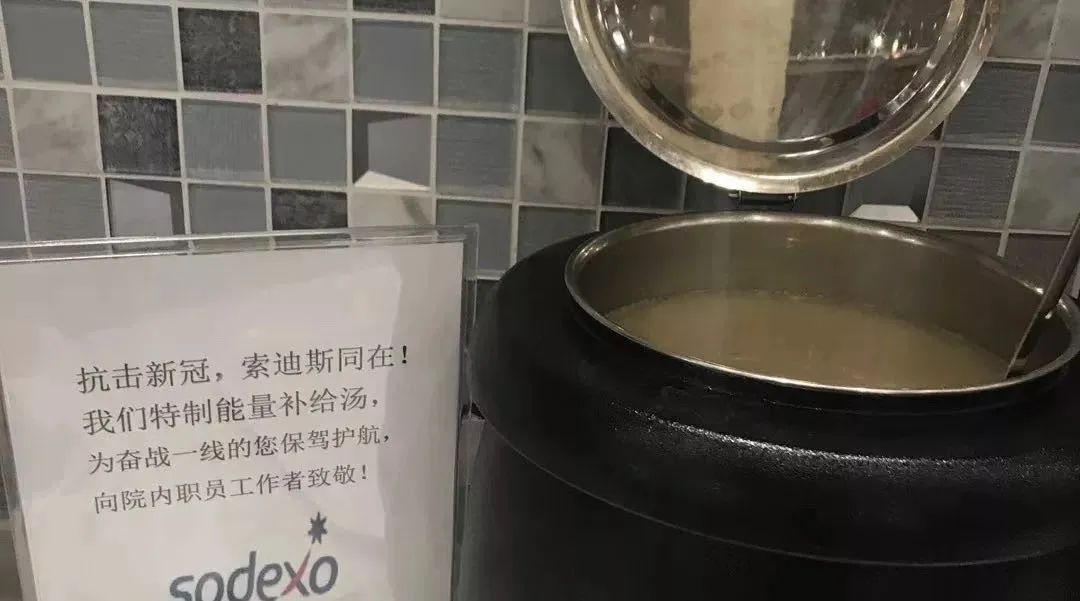 抗击新冠，索迪斯同在！
我们特制能量补给汤，
为奋战一线的您保驾护航，
向院内职员工作者致敬！
sodexo